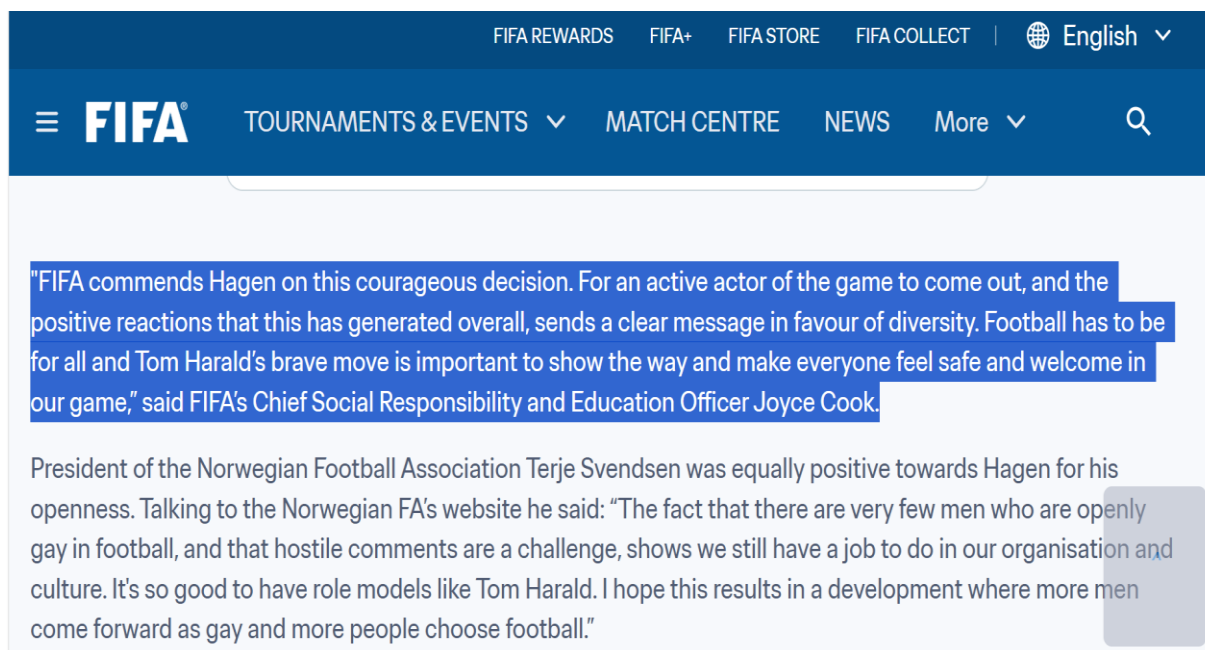 FIFA REWARDS FIFA+ FIFA STORE FIFA COLLECT | English
FIFA® TOURNAMENTS & EVENTS MATCH CENTRE NEWS More
"FIFA commends Hagen on this courageous decision. For an active actor of the game to come out, and the
positive reactions that this has generated overall, sends a clear message in favour of diversity. Football has to be
for all and Tom Harald’s brave move is important to show the way and make everyone feel safe and welcome in
our game,” said FIFA’s Chief Social Responsibility and Education Officer Joyce Cook.
President of the Norwegian Football Association Terje Svendsen was equally positive towards Hagen for his
openness. Talking to the Norwegian FA’s website he said: “The fact that there are very few men who are openly
gay in football, and that hostile comments are a challenge, shows we still have a job to do in our organisation and
culture. It's so good to have role models like Tom Harald. I hope this results in a development where more men
come forward as gay and more people choose football.”